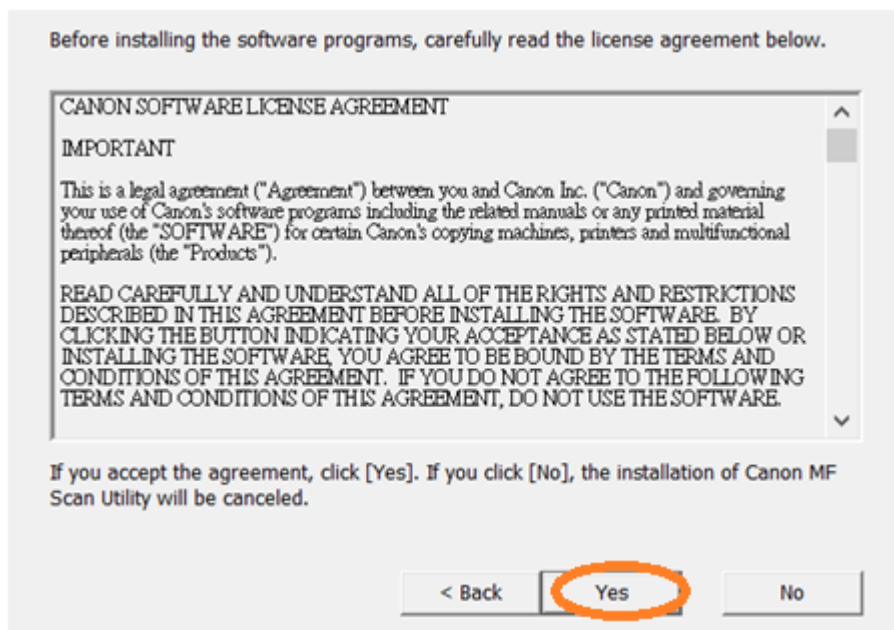 Before installing the software programs, carefully read the license agreement below.
CANON SOFTWARE LICENSE AGREEMENT
IMPORTANT
This is a legal agreement ("Agreement") between you and Canon Inc. ("Canon") and governing
your use of Canon's software programs including the related manuals or any printed material
thereof (the "SOFTWARE") for certain Canon's copying machines, printers and multifunctional
peripherals (the "Products").
READ CAREFULLY AND UNDERSTAND ALL OF THE RIGHTS AND RESTRICTIONS
DESCRIBED IN THIS AGREEMENT BEFORE INSTALLING THE SOFTWARE.  BY
CLICKING THE BUTTON INDICATING YOUR ACCEPTANCE AS STATED BELOW OR
INSTALLING THE SOFTWARE, YOU AGREE TO BE BOUND BY THE TERMS AND
CONDITIONS OF THIS AGREEMENT.  IF YOU DO NOT AGREE TO THE FOLLOWING
TERMS AND CONDITIONS OF THIS AGREEMENT, DO NOT USE THE SOFTWARE.
If you accept the agreement, click [Yes]. If you click [No], the installation of Canon MF
Scan Utility will be canceled.
< Back Yes No